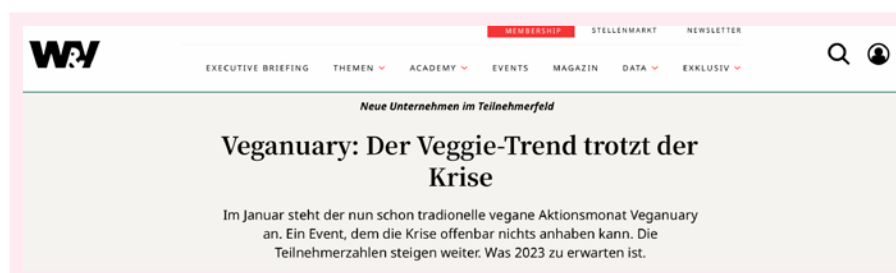 MEMBERSHIP STELLENMARKT NEWSLETTER
W&V
EXECUTIVE BRIEFING THEMEN ACADEMY EVENTS MAGAZIN DATA EXKLUSIV
Neue Unternehmen im Teilnehmerfeld
Veganuary: Der Veggie-Trend trotzt der
Krise
Im Januar steht der nun schon tradionelle vegane Aktionsmonat Veganuary
an. Ein Event, dem die Krise offenbar nichts anhaben kann. Die
Teilnehmerzahlen steigen weiter. Was 2023 zu erwarten ist.